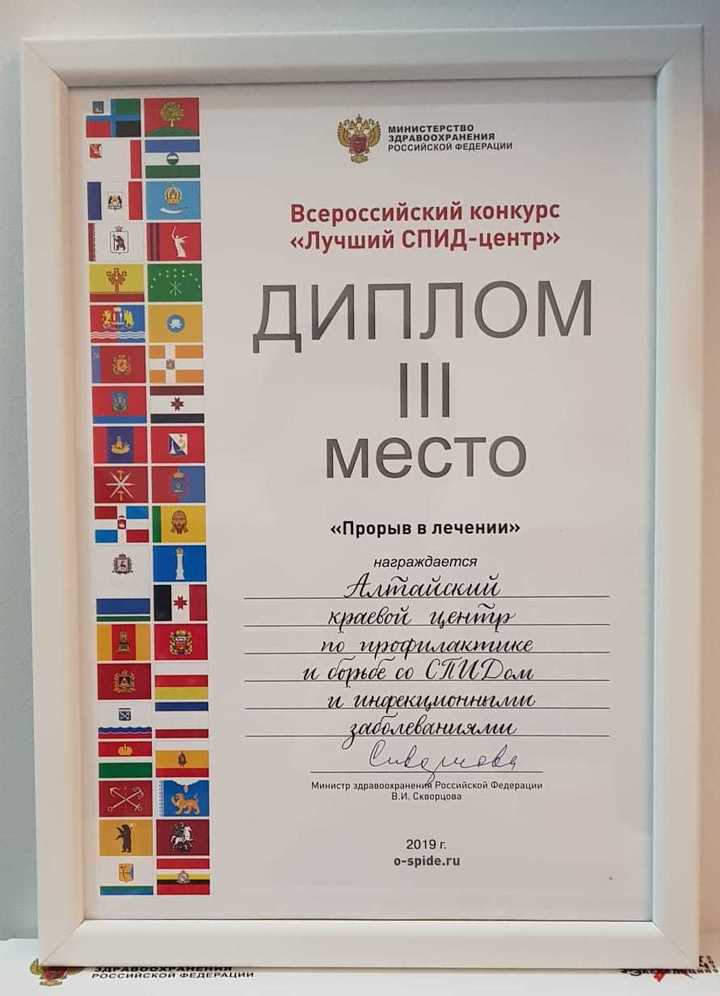 МИНИСТЕРСТВО
ЗДРАВООХРАНЕНИЯ
РОССИЙСКОЙ ФЕДЕРАЦИИ
Всероссийский конкурс
«Лучший СПИД-центр»
ДИПЛОМ
III
место
«Прорыв в лечении»
награждается
Алтайский
краевой центр
по профилактике
и борьбе со СПИДом
и инфекционными
заболеваниями
Министр здравоохранения Российской Федерации
В.И. Скворцова
2019 г.
o-spide.ru
ЗДРАВООХРАНЕНИЯ
РОССИЙСКОЙ ФЕДЕРАЦИИ